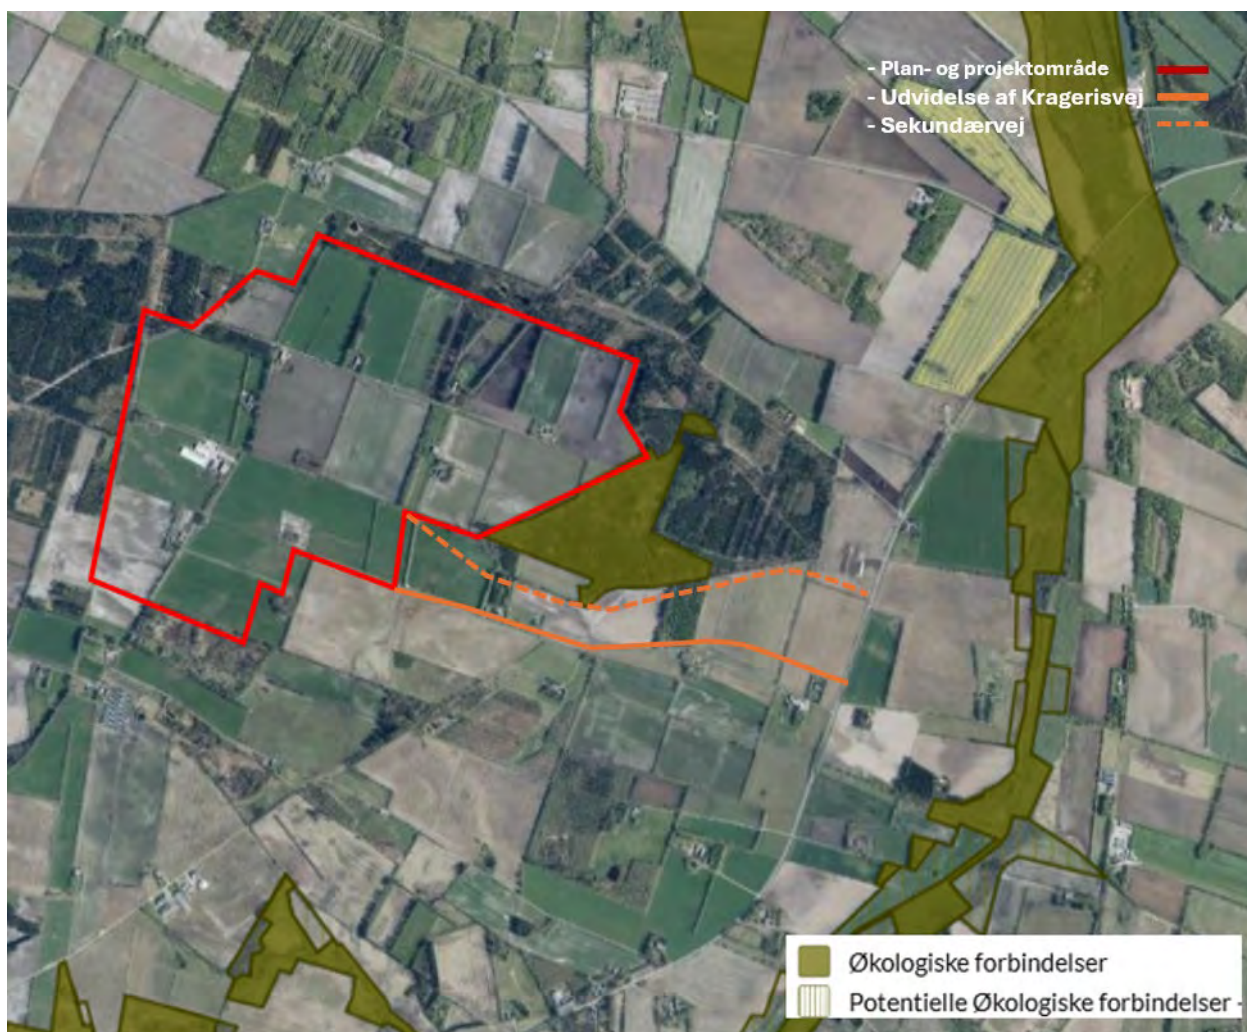 - Plan- og projektområde
- Udvidelse af Kragerisvej
- Sekundærvej
Økologiske forbindelser
Potentielle Økologiske forbindelser -